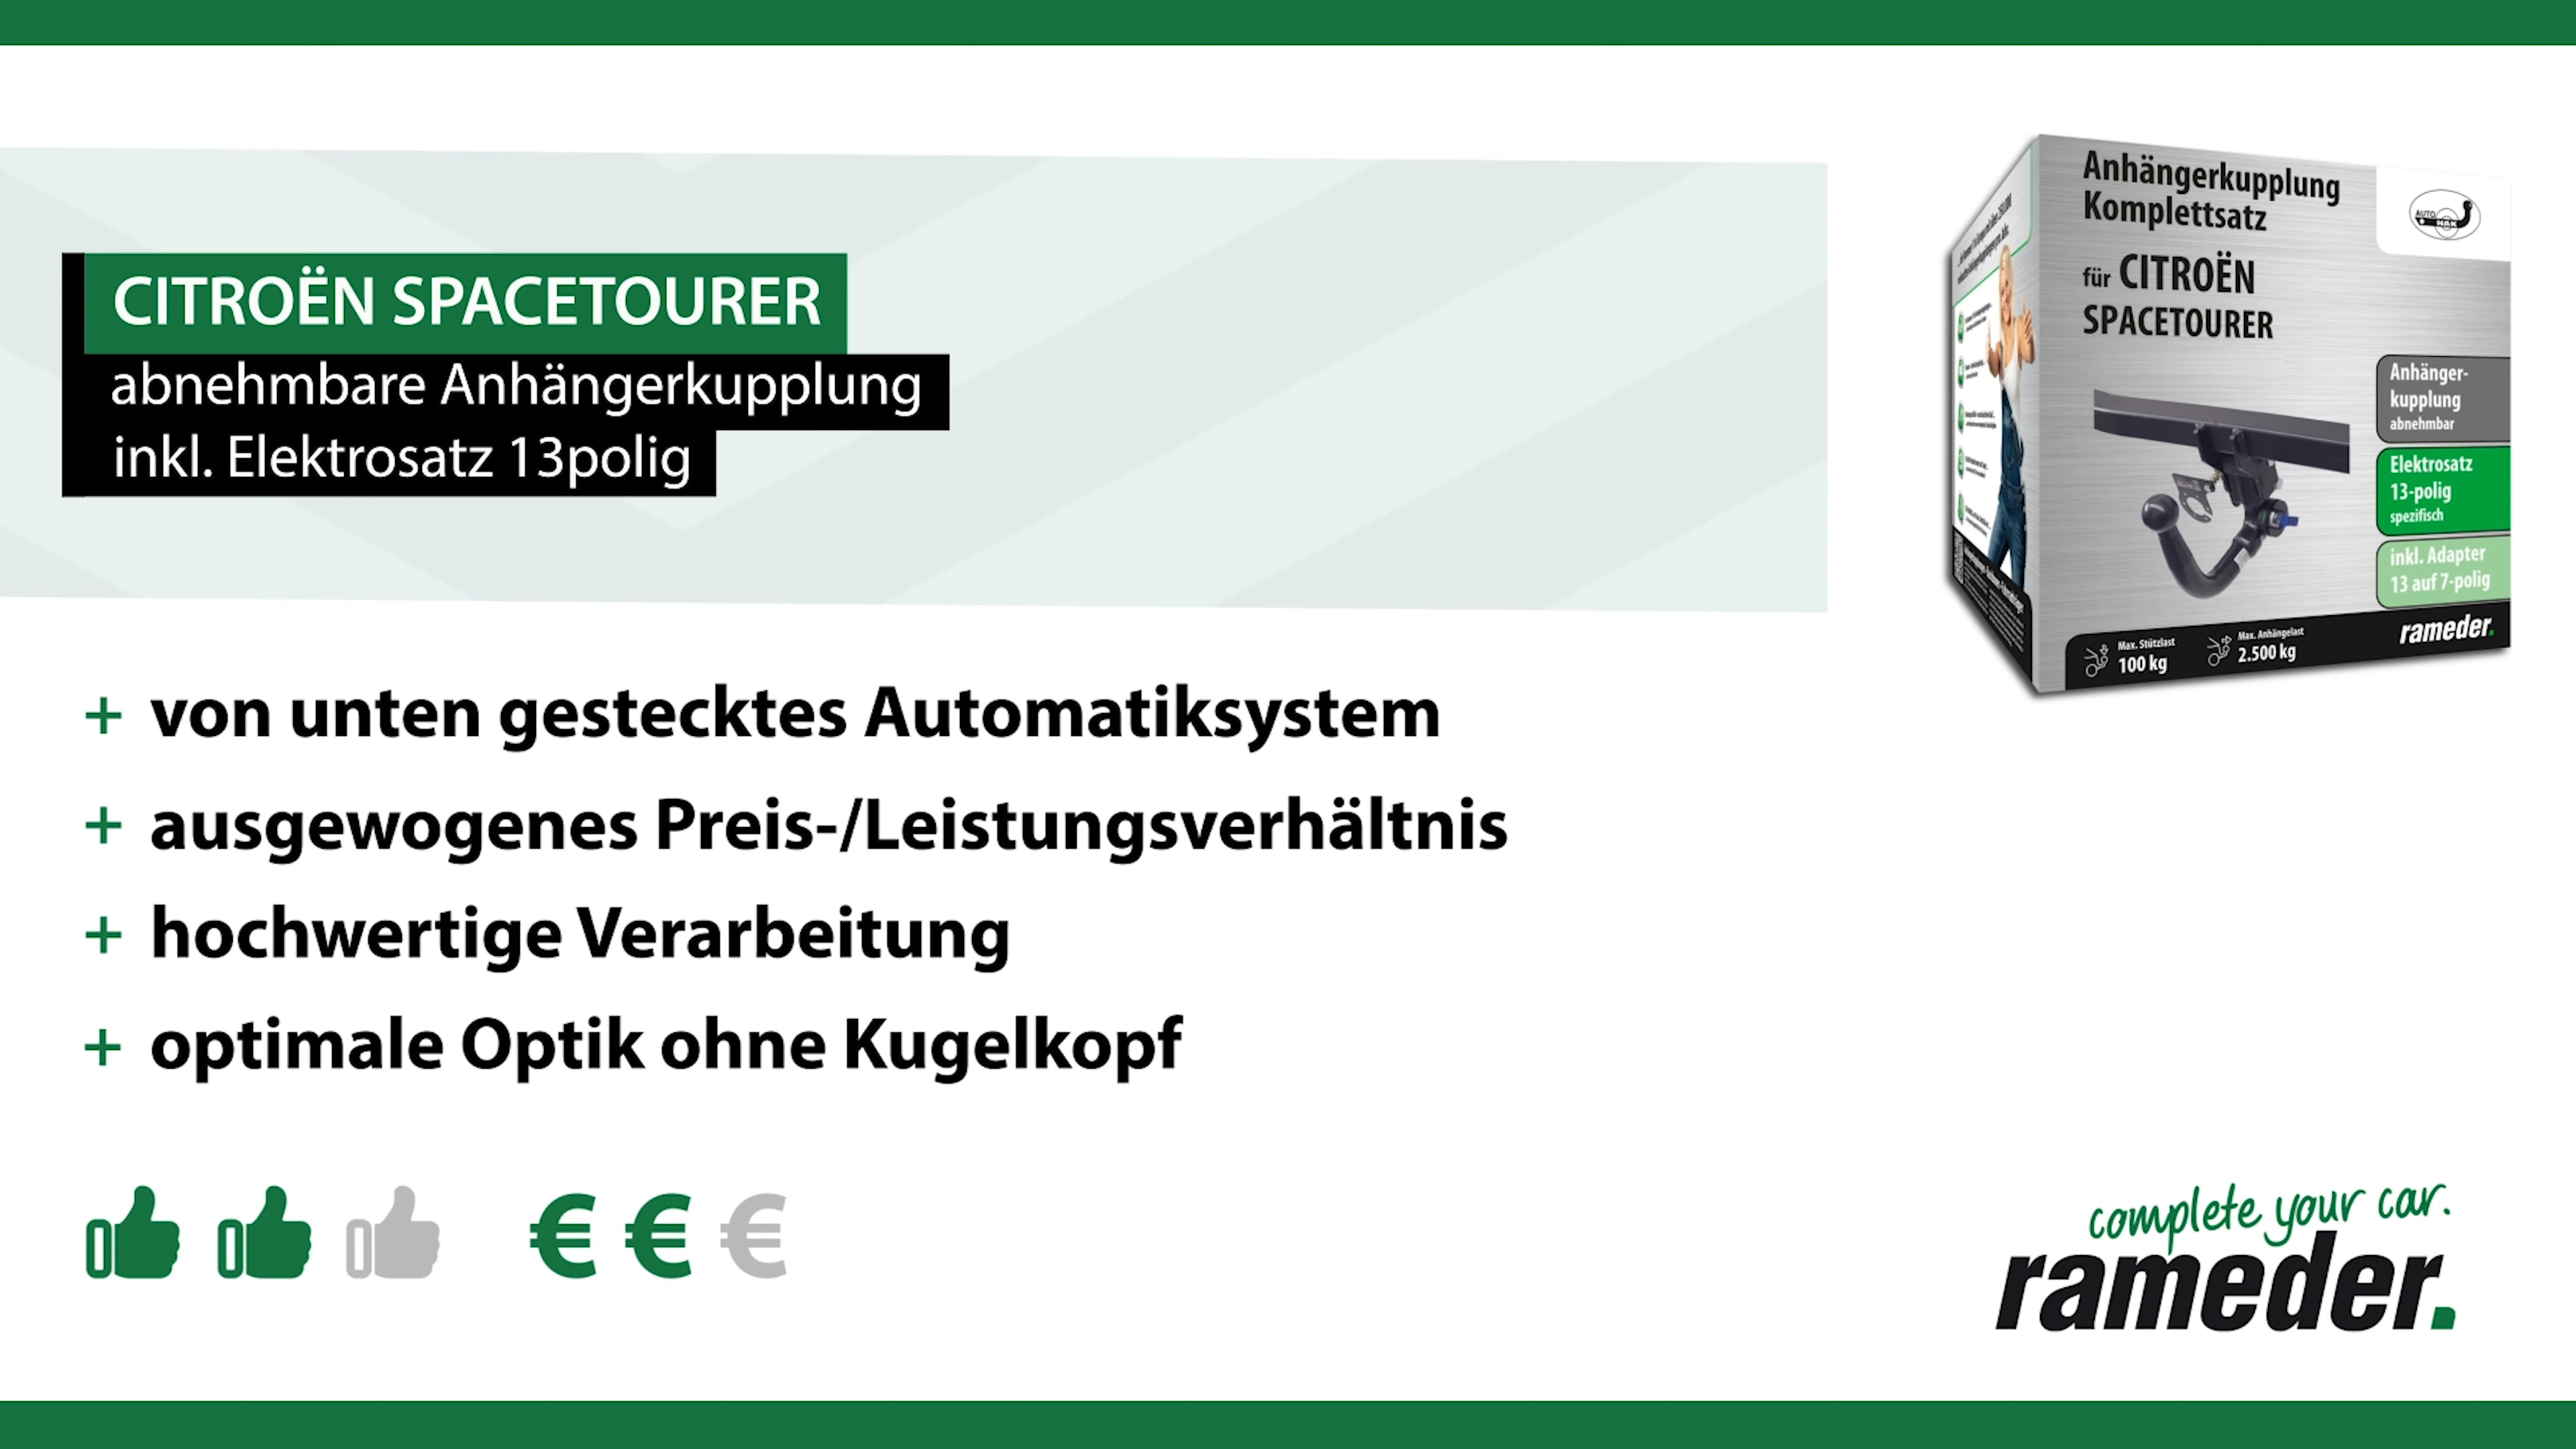 CITROËN SPACETOURER
abnehmbare Anhängerkupplung
inkl. Elektrosatz 13polig
+ von unten gestecktes Automatiksystem
+ ausgewogenes Preis-/Leistungsverhältnis
+ hochwertige Verarbeitung
+ optimale Optik ohne Kugelkopf
€ € €
Anhängerkupplung
Komplettsatz
für CITROËN
SPACETOURER
AUTO
HAK
Anhänger-
kupplung
abnehmbar
Elektrosatz
13-polig
spezifisch
inkl. Adapter
13 auf 7-polig
Max. Stützlast
100 kg
Max. Anhängelast
2.500 kg
rameder.
complete your car.
rameder.